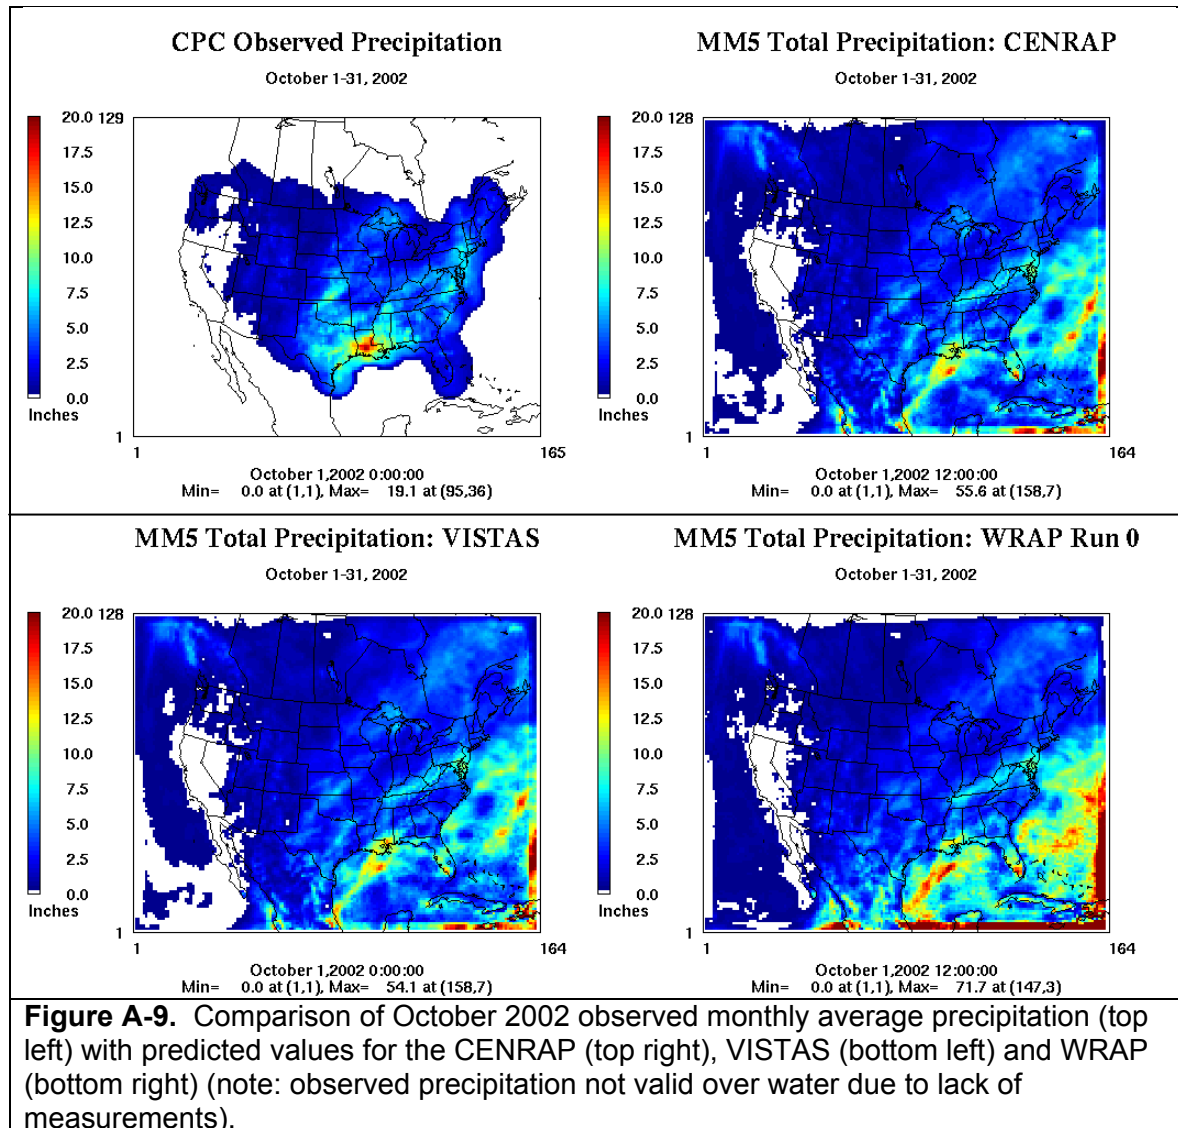 CPC Observed Precipitation
October 1-31, 2002
20.0 129
17.5
15.0
12.5
10.0
7.5
5.0
2.5
0.0
Inches
1
1 165
October 1,2002 0:00:00
Min= 0.0 at (1,1), Max= 19.1 at (95,36)
MM5 Total Precipitation: CENRAP
October 1-31, 2002
20.0 128
17.5
15.0
12.5
10.0
7.5
5.0
2.5
0.0
Inches
1
1 164
October 1,2002 12:00:00
Min= 0.0 at (1,1), Max= 55.6 at (158,7)
MM5 Total Precipitation: VISTAS
October 1-31, 2002
20.0 128
17.5
15.0
12.5
10.0
7.5
5.0
2.5
0.0
Inches
1
1 164
October 1,2002 0:00:00
Min= 0.0 at (1,1), Max= 54.1 at (158,7)
MM5 Total Precipitation: WRAP Run 0
October 1-31, 2002
20.0 128
17.5
15.0
12.5
10.0
7.5
5.0
2.5
0.0
Inches
1
1 164
October 1,2002 12:00:00
Min= 0.0 at (1,1), Max= 71.7 at (147,3)
Figure A-9. Comparison of October 2002 observed monthly average precipitation (top
left) with predicted values for the CENRAP (top right), VISTAS (bottom left) and WRAP
(bottom right) (note: observed precipitation not valid over water due to lack of
measurements).